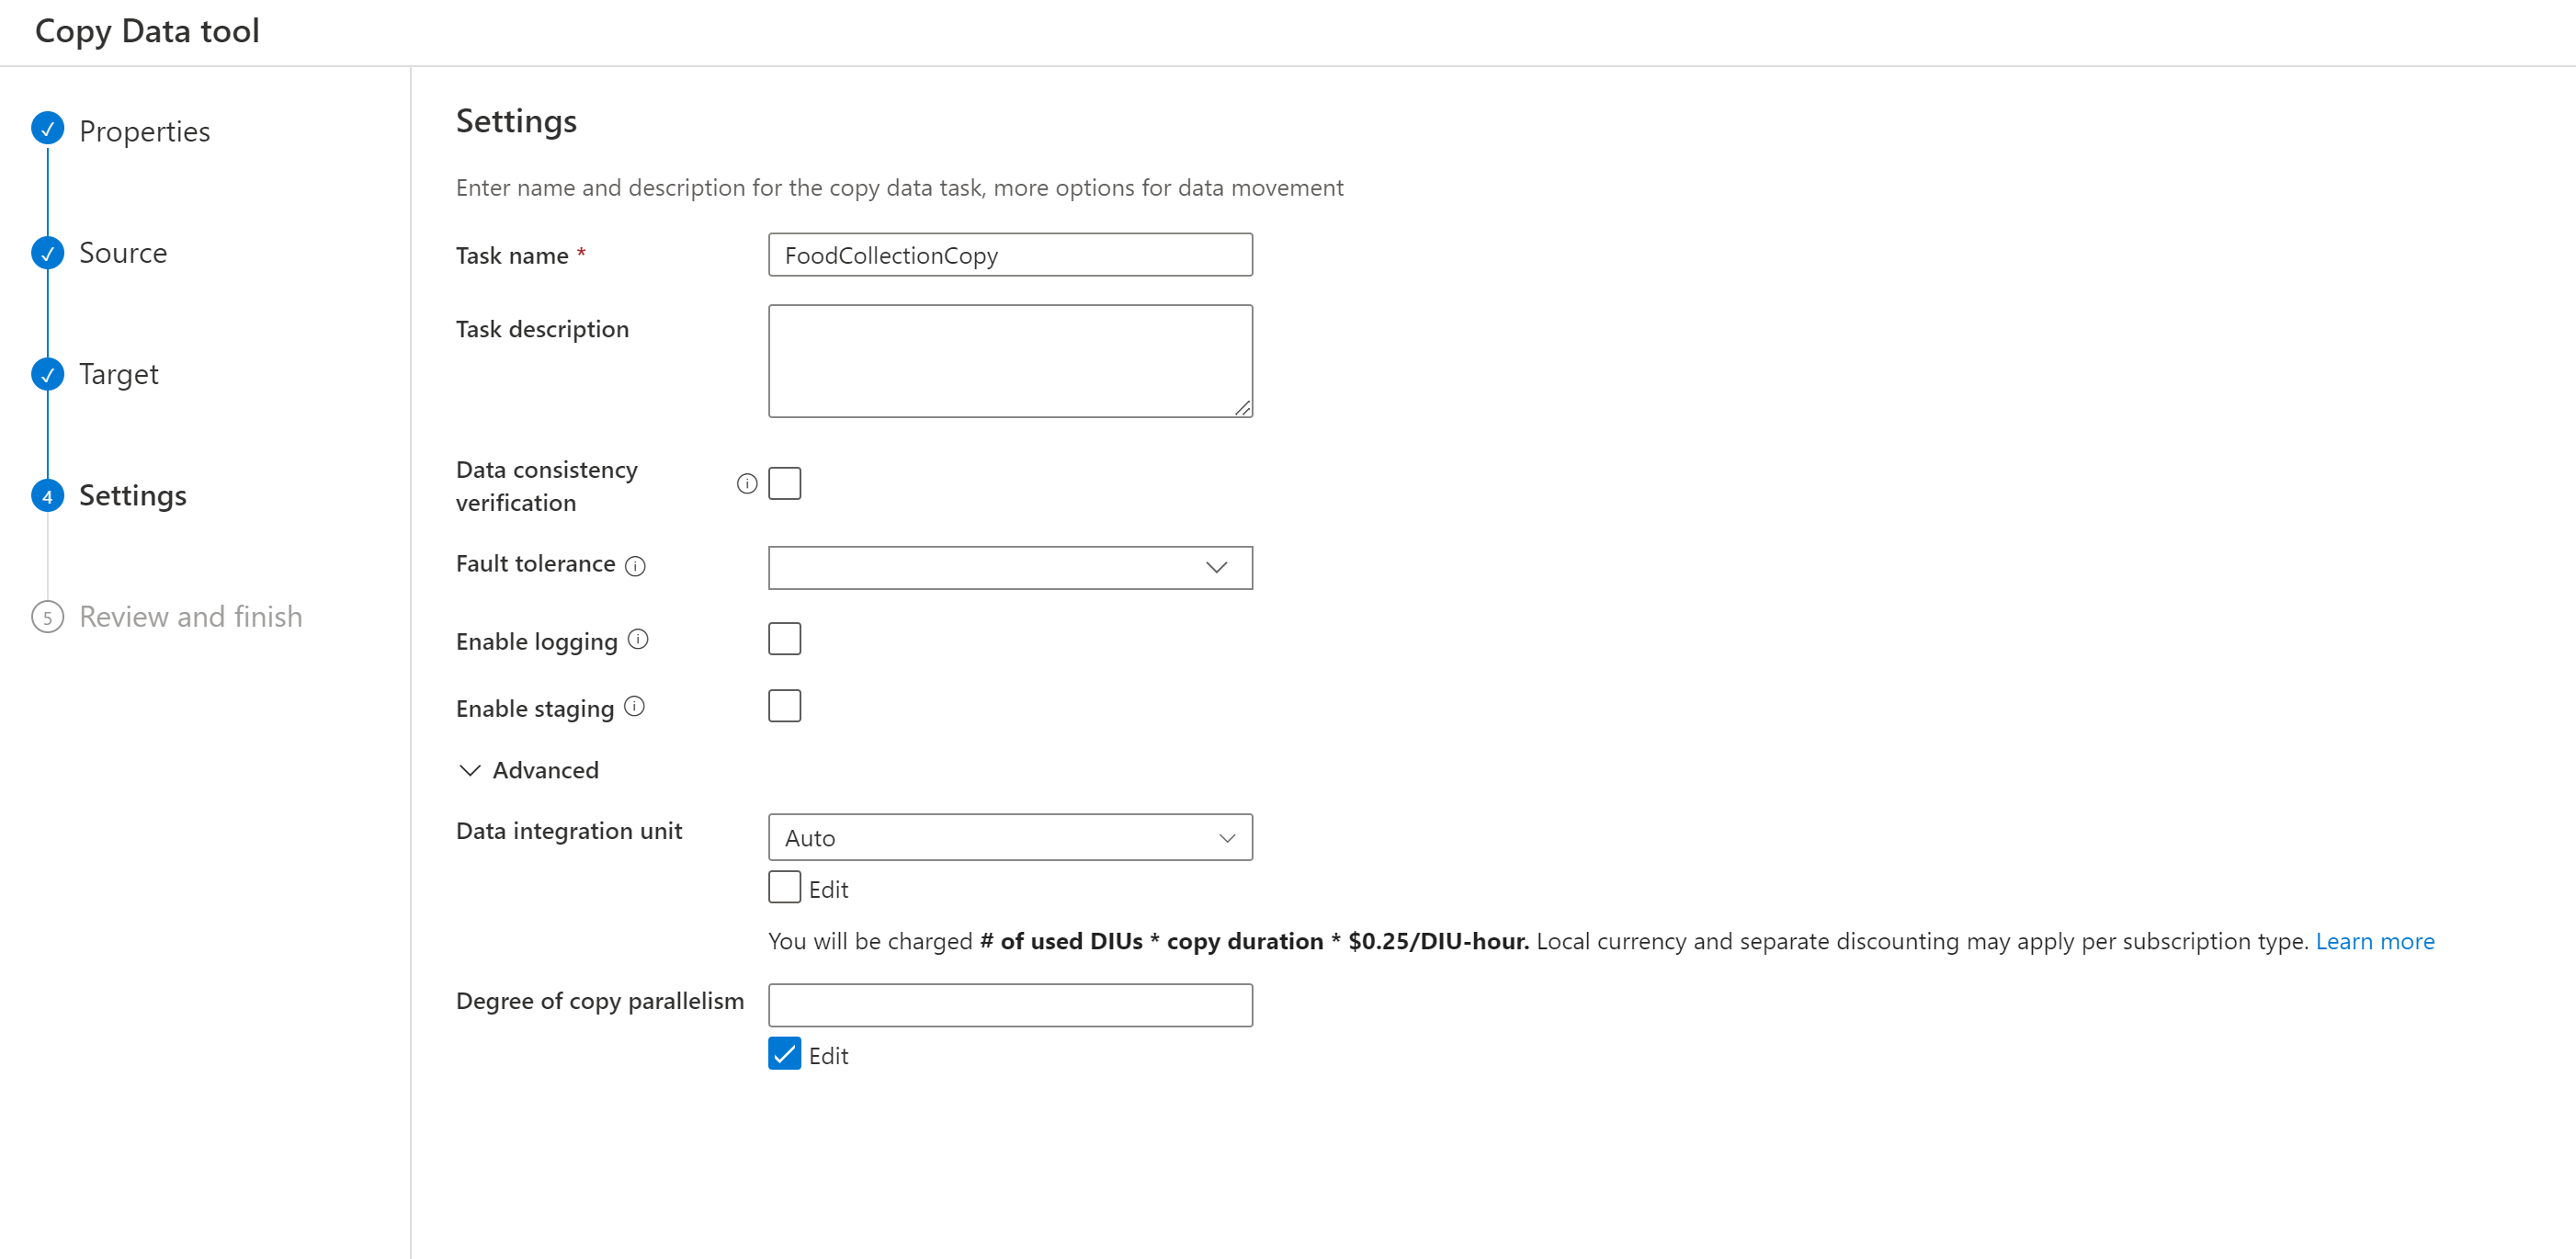 Copy Data tool
Properties
Source
Target
4 Settings
5 Review and finish
Settings
Enter name and description for the copy data task, more options for data movement
Task name * FoodCollectionCopy
Task description
Data consistency
verification
Fault tolerance
Enable logging
Enable staging
Advanced
Data integration unit Auto
Edit
You will be charged # of used DIUs * copy duration * $0.25/DIU-hour. Local currency and separate discounting may apply per subscription type. Learn more
Degree of copy parallelism
Edit